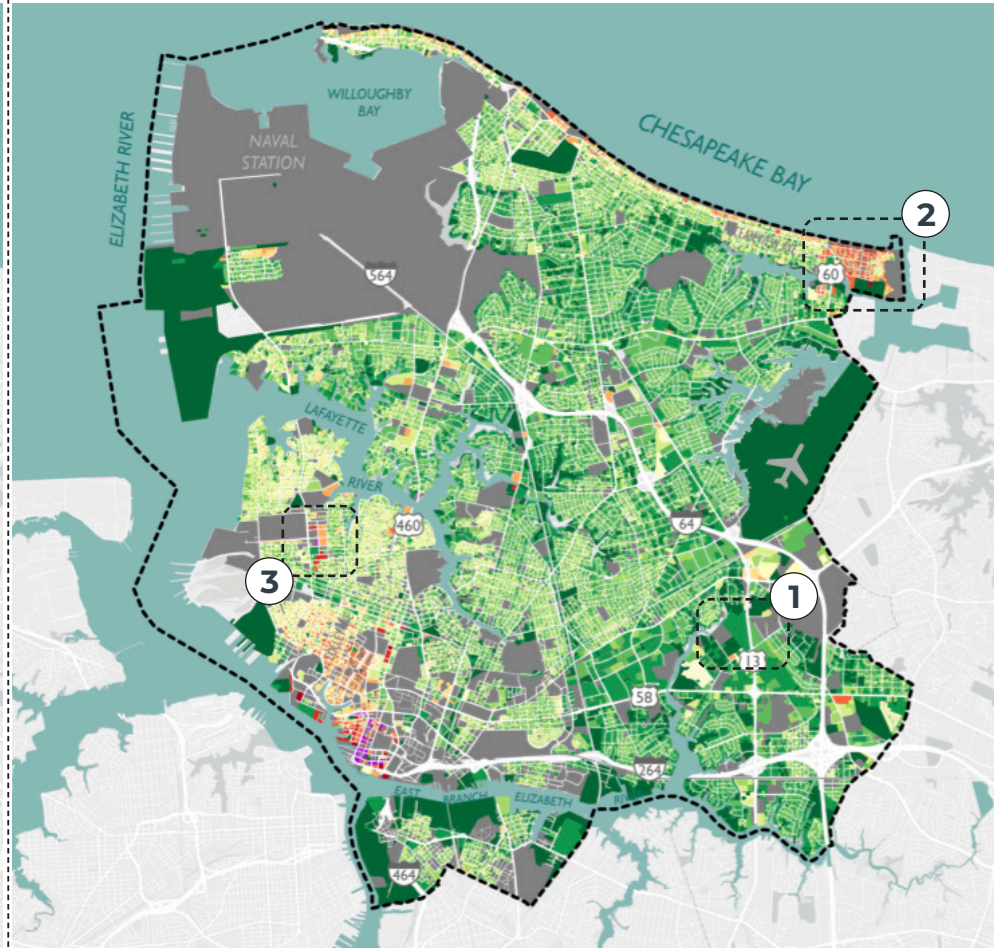 WILLOUGHBY
BAY
ELIZABETH RIVER
NAVAL
STATION
CHESAPEAKE BAY
2
60
564
LAFAYETTE
RIVER
460
64
3
1
13
58
264
EAST BRANCH ELIZABETH
464